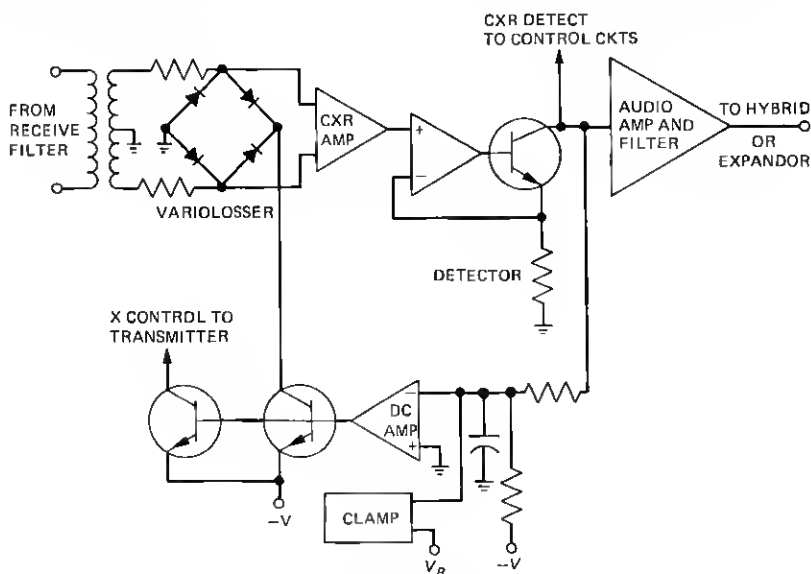 CXR DETECT
TO CONTROL CKTS
FROM
RECEIVE
FILTER
CXR
AMP
+
−
AUDIO
AMP AND
FILTER
TO HYBRID
OR
EXPANDOR
VARIOLOSSER
DETECTOR
X CONTROL TO
TRANSMITTER
−
DC
AMP
+
−V
CLAMP
VR
−V